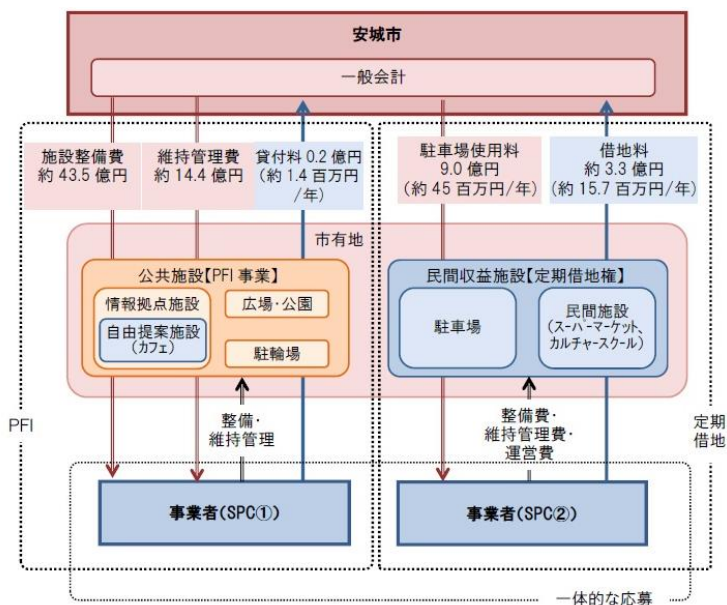 安城市
一般会計
施設整備費
約 43.5 億円
維持管理費
約 14.4 億円
貸付料 0.2 億円
(約 1.4 百万円
/年)
駐車場使用料
9.0 億円
(約 45 百万円/年)
借地料
約 3.3 億円
(約 15.7 百万円/年)
市有地
公共施設【PFI 事業】
情報拠点施設
自由提案施設
(カフェ)
広場・公園
駐輪場
民間収益施設【定期借地権】
駐車場
民間施設
(スーパーマーケット、
カルチャースクール)
PFI
整備・
維持管理
整備費・
維持管理費・
運営費
定期
借地
事業者(SPC①)
事業者(SPC②)
一体的な応募